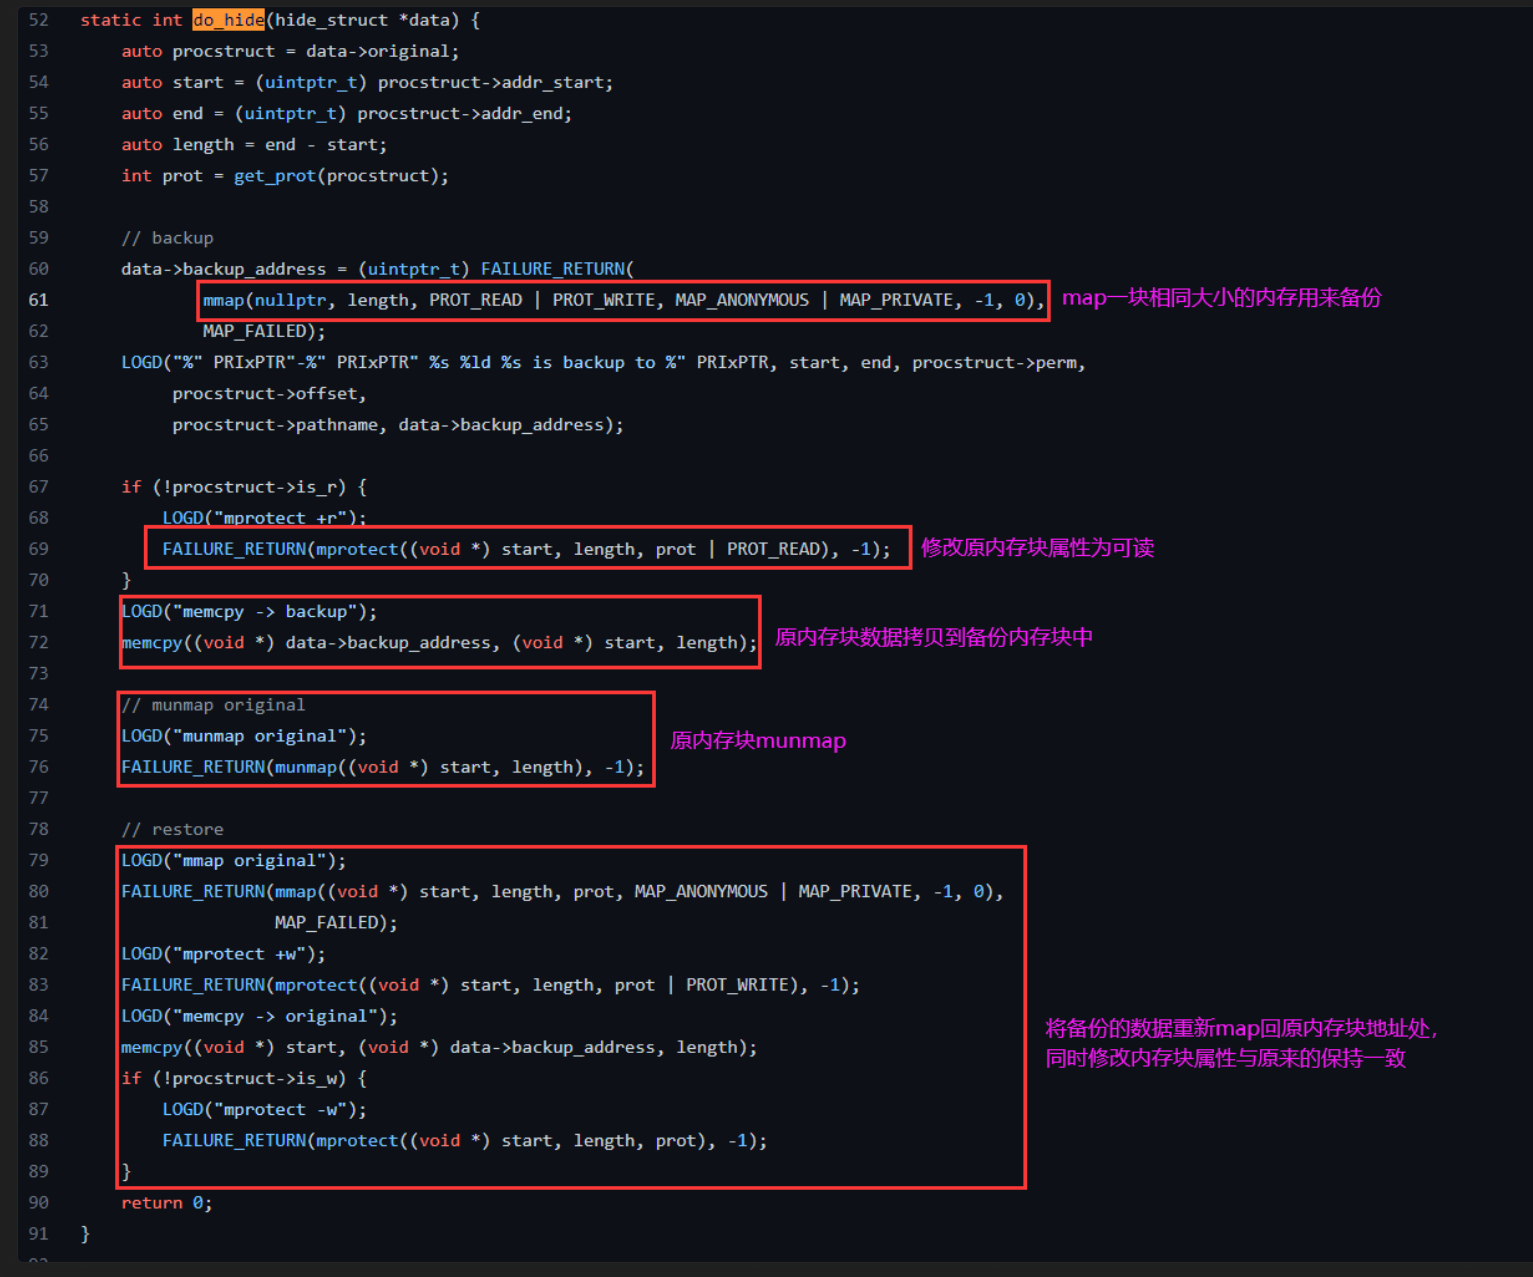 52 static int do_hide(hide_struct *data) {
53 auto procstruct = data->original;
54 auto start = (uintptr_t) procstruct->addr_start;
55 auto end = (uintptr_t) procstruct->addr_end;
56 auto length = end - start;
57 int prot = get_prot(procstruct);
58
59 // backup
60 data->backup_address = (uintptr_t) FAILURE_RETURN(
61 mmap(nullptr, length, PROT_READ | PROT_WRITE, MAP_ANONYMOUS | MAP_PRIVATE, -1, 0), map一块相同大小的内存用来备份
62 MAP_FAILED);
63 LOGD("%" PRIxPTR"-%" PRIxPTR" %s %ld %s is backup to %" PRIxPTR, start, end, procstruct->perm,
64 procstruct->offset,
65 procstruct->pathname, data->backup_address);
66
67 if (!procstruct->is_r) {
68 LOGD("mprotect +r");
69 FAILURE_RETURN(mprotect((void *) start, length, prot | PROT_READ), -1); 修改原内存块属性为可读
70 }
71 LOGD("memcpy -> backup");
72 memcpy((void *) data->backup_address, (void *) start, length); 原内存块数据拷贝到备份内存块中
73
74 // munmap original
75 LOGD("munmap original"); 原内存块munmap
76 FAILURE_RETURN(munmap((void *) start, length), -1);
77
78 // restore
79 LOGD("mmap original");
80 FAILURE_RETURN(mmap((void *) start, length, prot, MAP_ANONYMOUS | MAP_PRIVATE, -1, 0),
81 MAP_FAILED);
82 LOGD("mprotect +w");
83 FAILURE_RETURN(mprotect((void *) start, length, prot | PROT_WRITE), -1);
84 LOGD("memcpy -> original");
85 memcpy((void *) start, (void *) data->backup_address, length);
86 if (!procstruct->is_w) {
87 LOGD("mprotect -w");
88 FAILURE_RETURN(mprotect((void *) start, length, prot), -1);
89 }
将备份的数据重新map回原内存块地址处,
同时修改内存块属性与原来的保持一致
90 return 0;
91 }